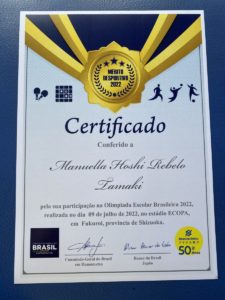 MÉRITO
DESPORTIVO
2022
Certificado
Conferido a
Manuella Hoshi Rebelo
Tamaki
pela sua participação na Olimpíada Escolar Brasileira 2022,
realizada no dia 09 de julho de 2022, no estádio ECOPA,
em Fukuroi, província de Shizuoka.
BRASIL
Consulado-Geral do Brasil
em Hamamatsu
Banco do Brasil
Japão
50